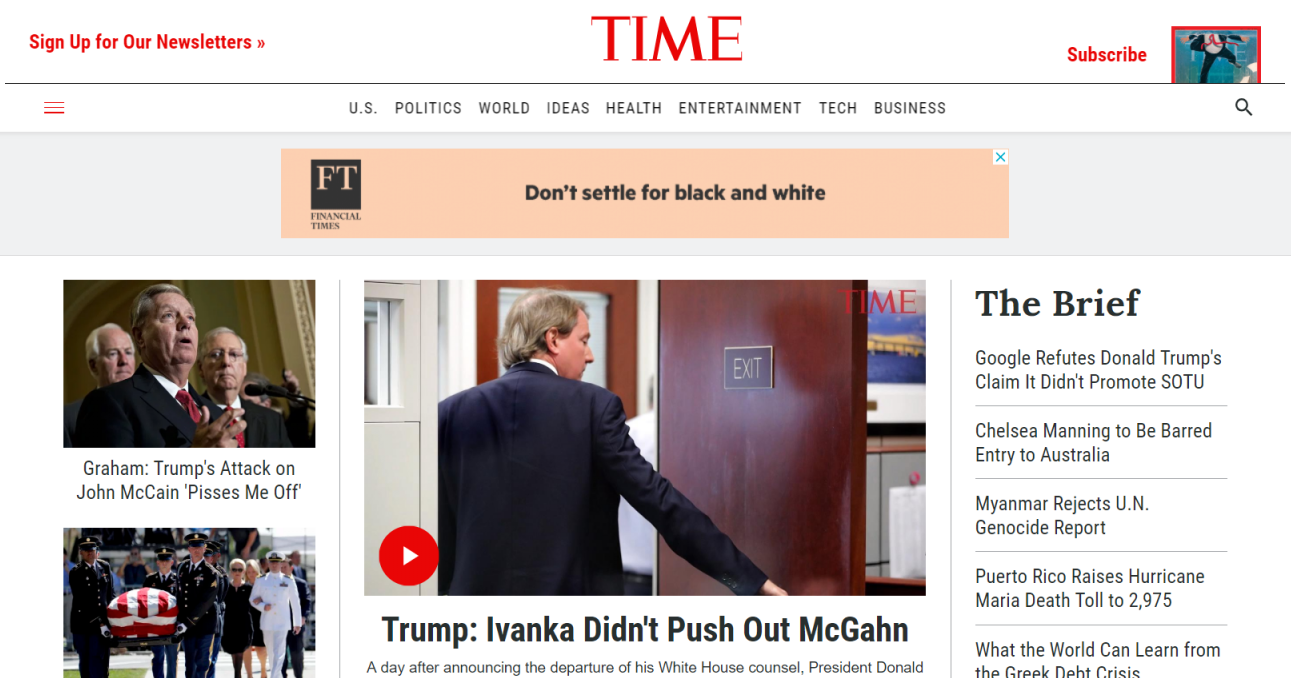 Sign Up for Our Newsletters »
TIME
Subscribe
U.S. POLITICS WORLD IDEAS HEALTH ENTERTAINMENT TECH BUSINESS
FT
FINANCIAL
TIMES
Don't settle for black and white
Graham: Trump's Attack on
John McCain 'Pisses Me Off'
TIME
EXIT
Trump: Ivanka Didn't Push Out McGahn
A day after announcing the departure of his White House counsel, President Donald
The Brief
Google Refutes Donald Trump's
Claim It Didn't Promote SOTU
Chelsea Manning to Be Barred
Entry to Australia
Myanmar Rejects U.N.
Genocide Report
Puerto Rico Raises Hurricane
Maria Death Toll to 2,975
What the World Can Learn from
the Greek Debt Crisis